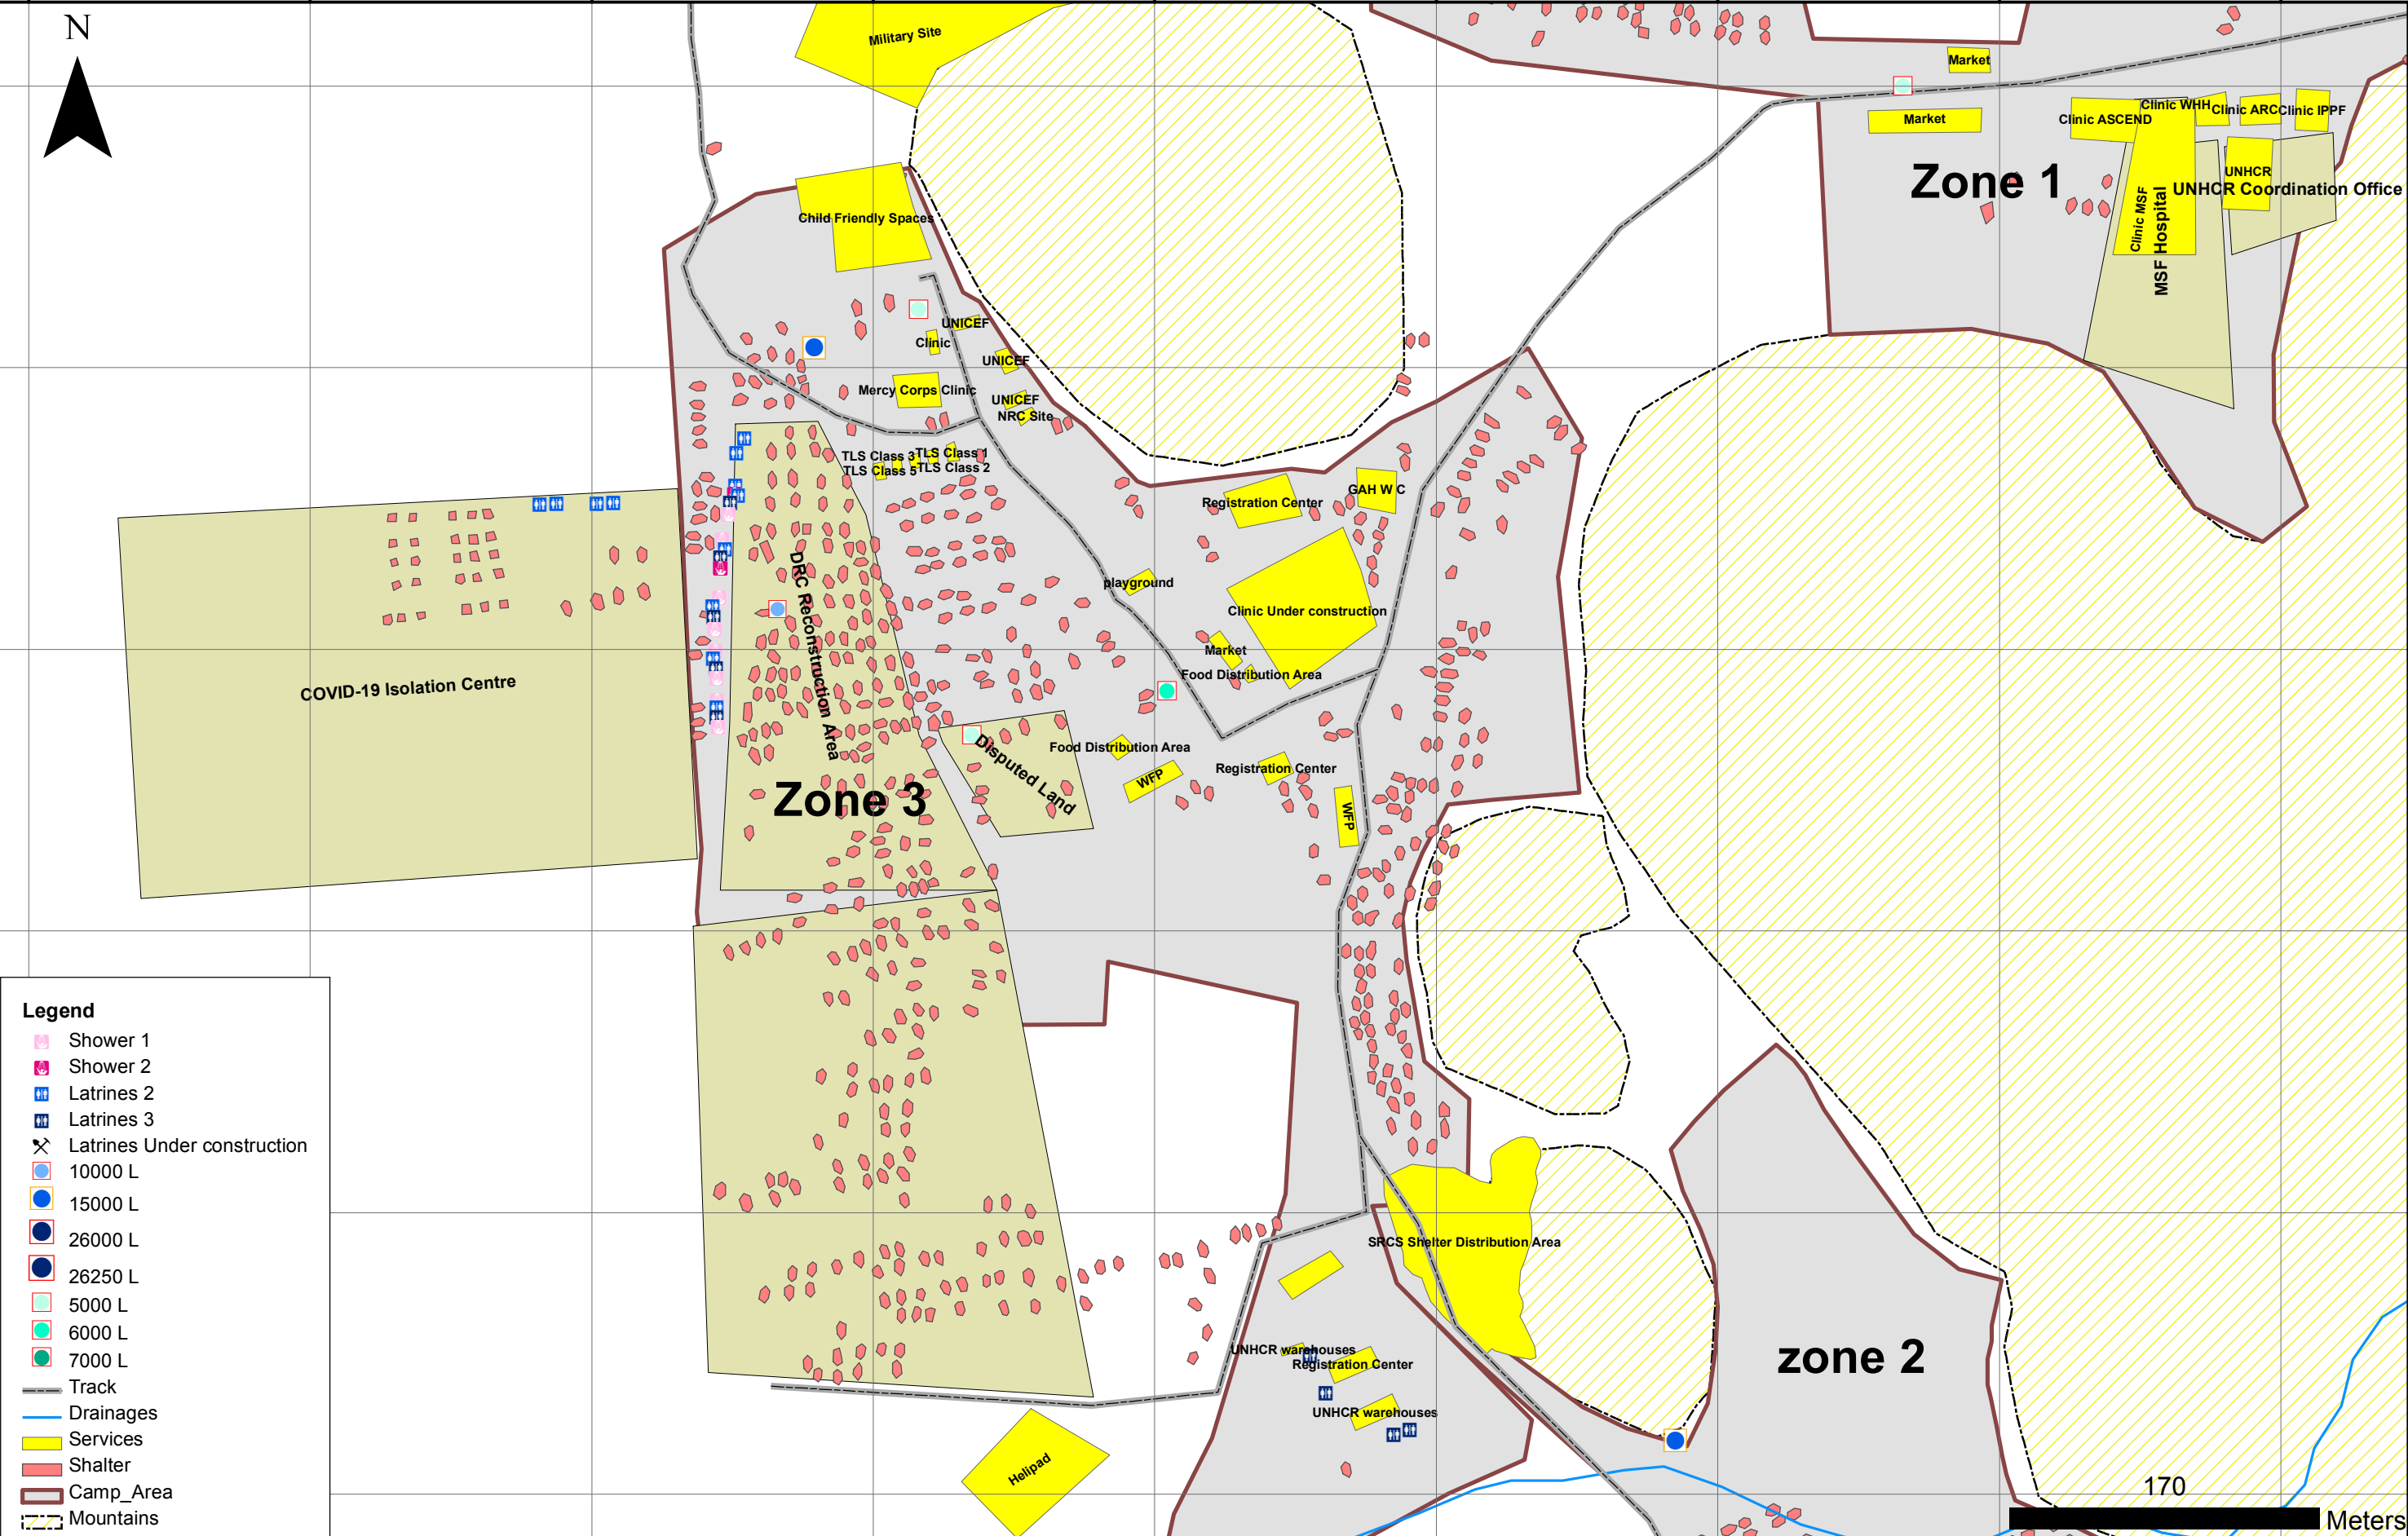 N
Military Site
Market
Market
Clinic ASCEND
Clinic WHH
Clinic ARC
Clinic IPPF
Zone 1
UNHCR
UNHCR Coordination Office
Clinic MSF
MSF Hospital
Child Friendly Spaces
UNICEF
Clinic
UNICEF
Mercy Corps Clinic
UNICEF
NRC Site
TLS Class 3
TLS Class 1
TLS Class 5
TLS Class 2
Registration Center
GAH W C
playground
Clinic Under construction
DRC Reconstruction Area
Market
Food Distribution Area
COVID-19 Isolation Centre
Disputed Land
Food Distribution Area
WFP
Registration Center
WFP
Zone 3
SRCS Shelter Distribution Area
UNHCR warehouses
Registration Center
zone 2
UNHCR warehouses
Helipad
Legend
Shower 1
Shower 2
Latrines 2
Latrines 3
Latrines Under construction
10000 L
15000 L
26000 L
26250 L
5000 L
6000 L
7000 L
Track
Drainages
Services
Shalter
Camp_Area
Mountains
170
Meters